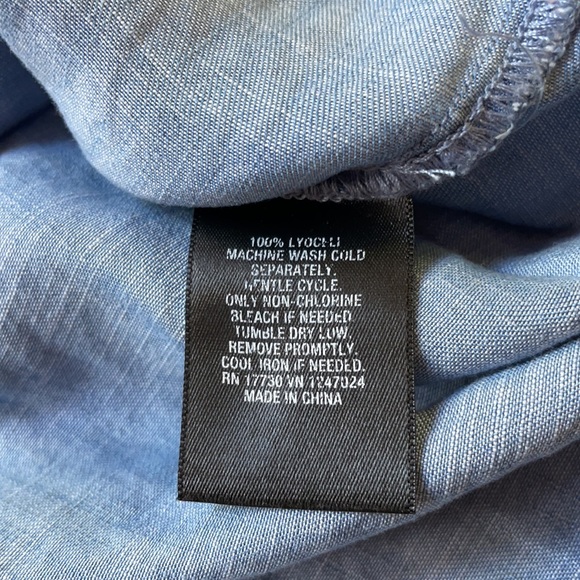 100% LYOCELL
MACHINE WASH COLD
SEPARATELY.
GENTLE CYCLE.
ONLY NON-CHLORINE
BLEACH IF NEEDED.
TUMBLE DRY LOW.
REMOVE PROMPTLY.
COOL IRON IF NEEDED.
RN 17730 VN 1247024
MADE IN CHINA